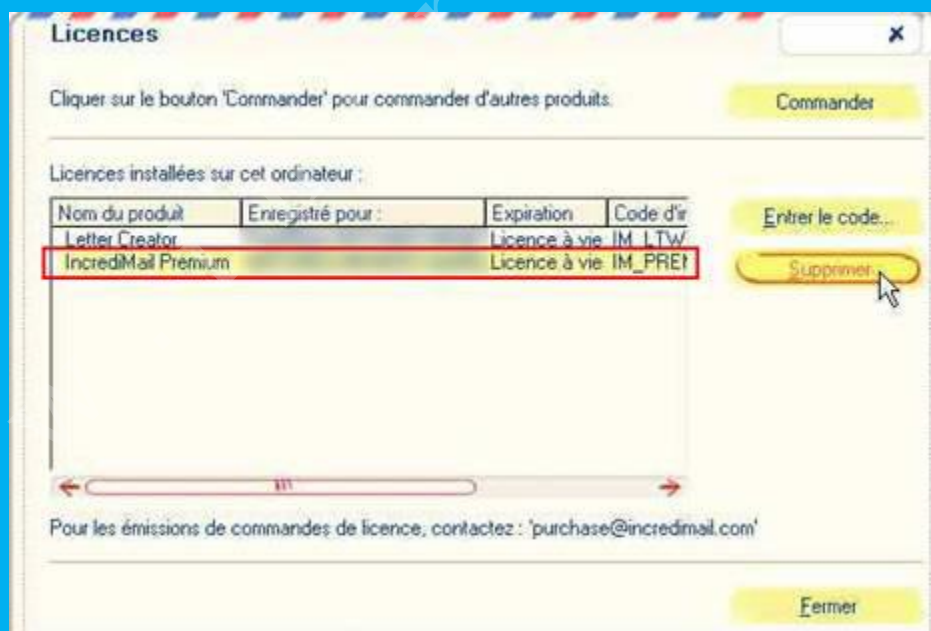 Licences
Cliquer sur le bouton 'Commander' pour commander d'autres produits.
Commander
Licences installées sur cet ordinateur :
Nom du produit Enregistré pour : Expiration Code d'ir
Entrer le code...
Letter Creator Licence à vie IM_LTW
IncrediMail Premium Licence à vie IM_PREM
Supprimer
Pour les émissions de commandes de licence, contactez : 'purchase@incredimail.com'
Fermer